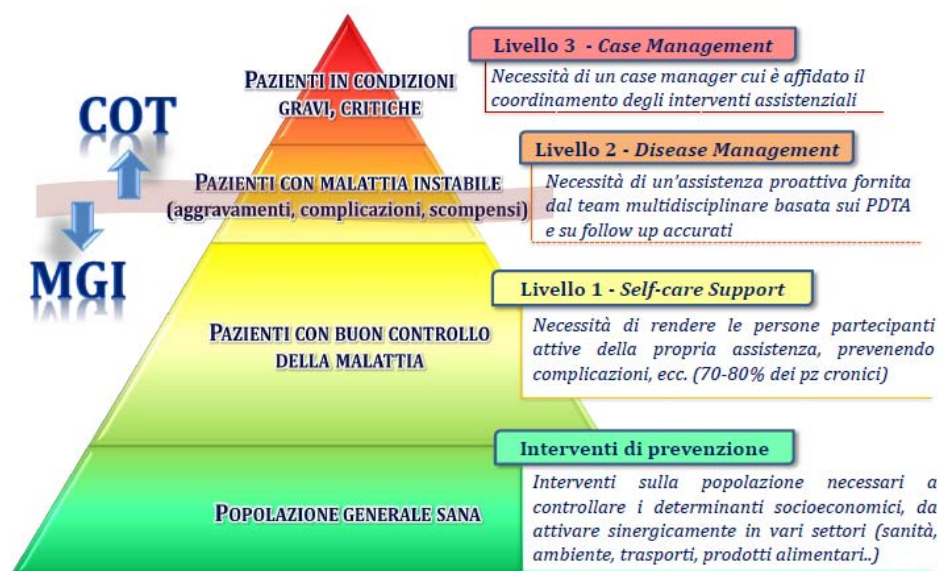 Livello 3 - Case Management
PAZIENTI IN CONDIZIONI
GRAVI, CRITICHE
Necessità di un case manager cui è affidato il
coordinamento degli interventi assistenziali
COT
Livello 2 - Disease Management
PAZIENTI CON MALATTIA INSTABILE
(aggravamenti, complicazioni, scompensi)
Necessità di un'assistenza proattiva fornita
dal team multidisciplinare basata sui PDTA
e su follow up accurati
MGI
Livello 1 - Self-care Support
PAZIENTI CON BUON CONTROLLO
DELLA MALATTIA
Necessità di rendere le persone partecipanti
attive della propria assistenza, prevenendo
complicazioni, ecc. (70-80% dei pz cronici)
Interventi di prevenzione
POPOLAZIONE GENERALE SANA
Interventi sulla popolazione necessari a
controllare i determinanti socioeconomici, da
attivare sinergicamente in vari settori (sanità,
ambiente, trasporti, prodotti alimentari..)